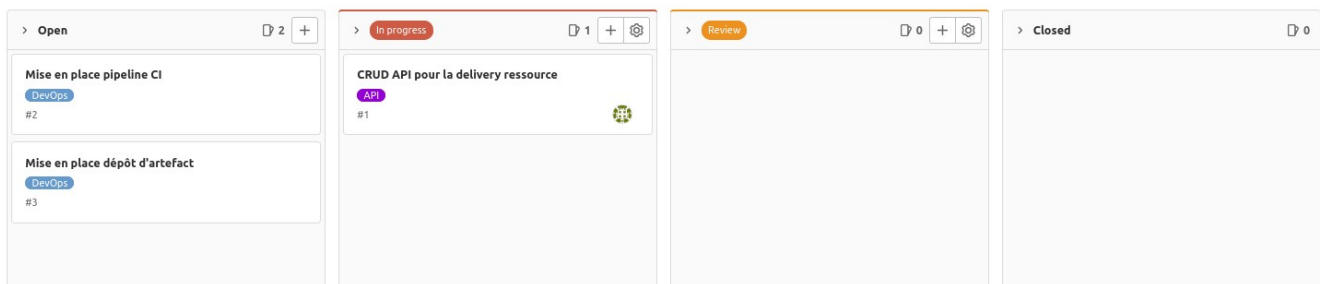 Open 2
In progress 1
Review 0
Closed 0
Mise en place pipeline CI
DevOps
#2
Mise en place dépôt d'artefact
DevOps
#3
CRUD API pour la delivery ressource
API
#1